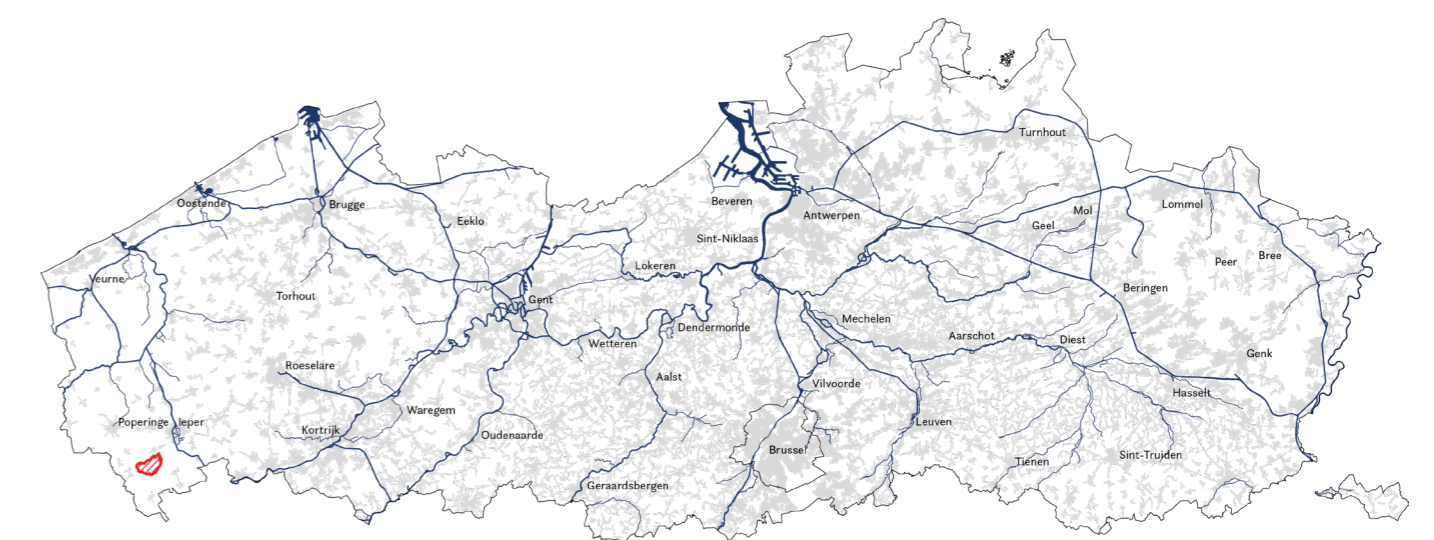 Turnhout
Oostende
Brugge
Beveren
Antwerpen
Mol
Lommel
Eeklo
Geel
Sint-Niklaas
Veurne
Lokeren
Peer
Bree
Torhout
Gent
Beringen
Dendermonde
Mechelen
Wetteren
Aarschot
Diest
Roeselare
Genk
Aalst
Vilvoorde
Hasselt
Waregem
Poperinge
Ieper
Kortrijk
Oudenaarde
Leuven
Brussel
Sint-Truiden
Tienen
Geraardsbergen